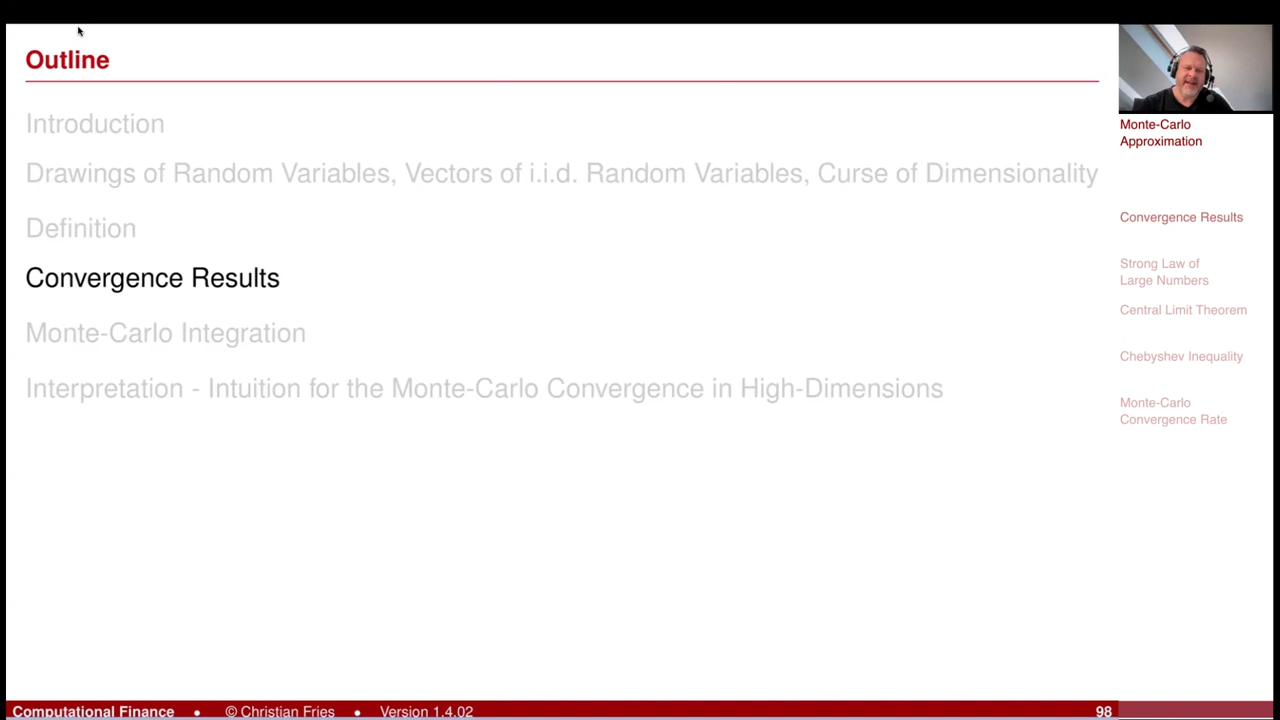 Outline
Introduction
Drawings of Random Variables, Vectors of i.i.d. Random Variables, Curse of Dimensionality
Definition
Convergence Results
Monte-Carlo Integration
Interpretation - Intuition for the Monte-Carlo Convergence in High-Dimensions
Monte-Carlo
Approximation
Convergence Results
Strong Law of
Large Numbers
Central Limit Theorem
Chebyshev Inequality
Monte-Carlo
Convergence Rate
Computational Finance • © Christian Fries • Version 1.4.02 98